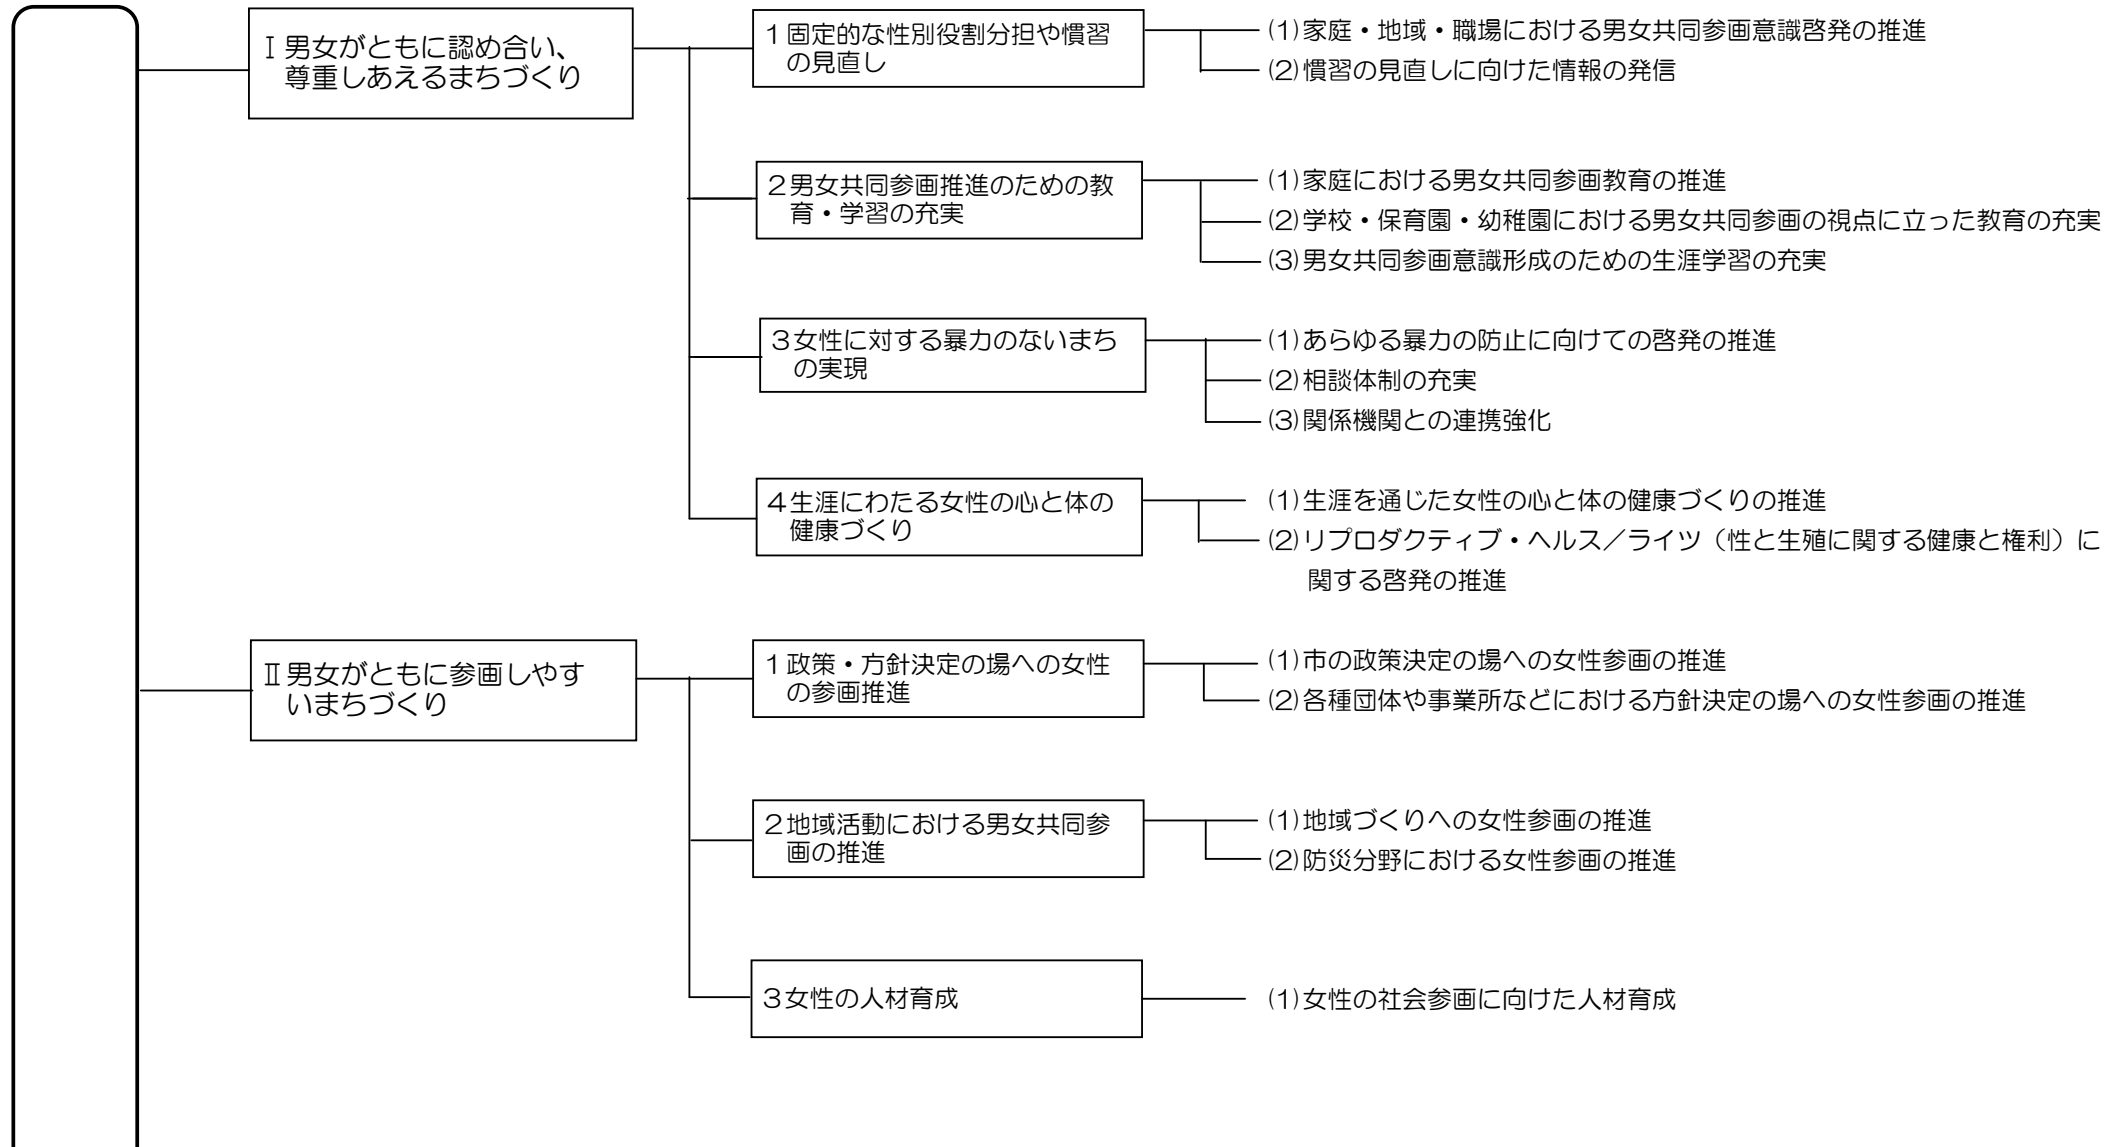 Ⅰ男女がともに認め合い、
尊重しあえるまちづくり
1固定的な性別役割分担や慣習
の見直し
(1)家庭・地域・職場における男女共同参画意識啓発の推進
(2)慣習の見直しに向けた情報の発信
2男女共同参画推進のための教
育・学習の充実
(1)家庭における男女共同参画教育の推進
(2)学校・保育園・幼稚園における男女共同参画の視点に立った教育の充実
(3)男女共同参画意識形成のための生涯学習の充実
3女性に対する暴力のないまち
の実現
(1)あらゆる暴力の防止に向けての啓発の推進
(2)相談体制の充実
(3)関係機関との連携強化
4生涯にわたる女性の心と体の
健康づくり
(1)生涯を通じた女性の心と体の健康づくりの推進
(2)リプロダクティブ・ヘルス／ライツ（性と生殖に関する健康と権利）に
関する啓発の推進
Ⅱ男女がともに参画しやす
いまちづくり
1政策・方針決定の場への女性
の参画推進
(1)市の政策決定の場への女性参画の推進
(2)各種団体や事業所などにおける方針決定の場への女性参画の推進
2地域活動における男女共同参
画の推進
(1)地域づくりへの女性参画の推進
(2)防災分野における女性参画の推進
3女性の人材育成
(1)女性の社会参画に向けた人材育成